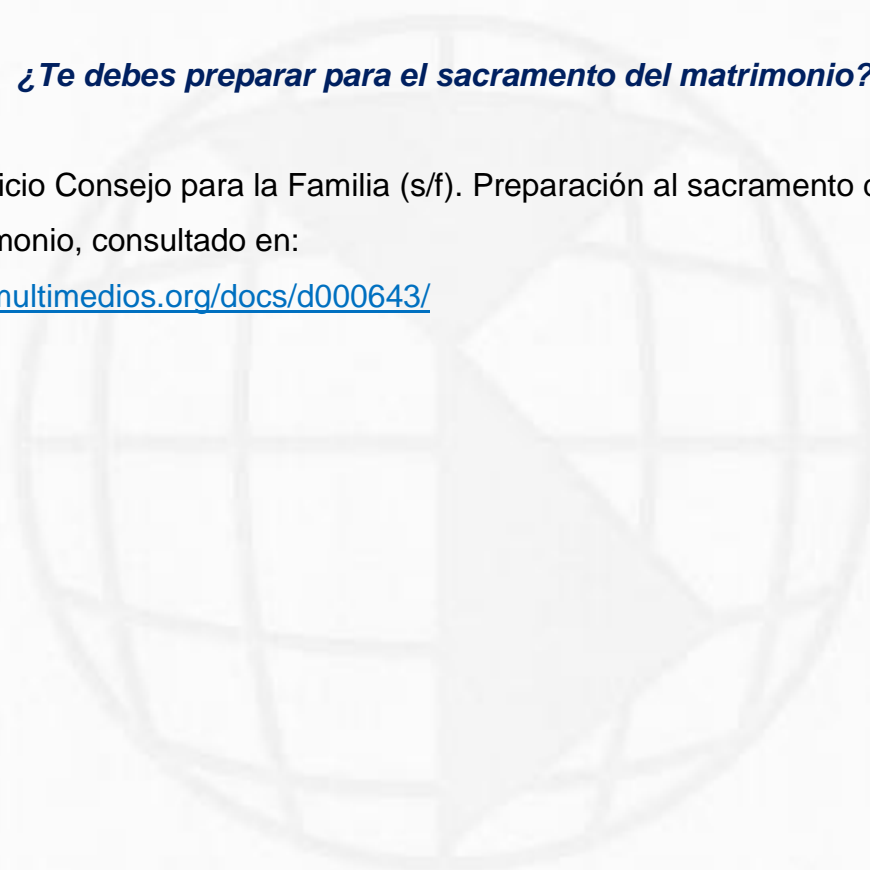 ¿Te debes preparar para el sacramento del matrimonio?
icio Consejo para la Familia (s/f). Preparación al sacramento
monio, consultado en:
multimedios.org/docs/d000643/